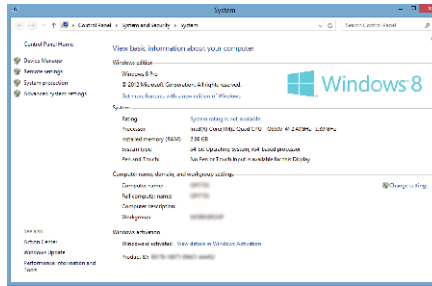 System
Control Panel ▸ System and Security ▸ System
Search Control Panel
Control Panel Home
Device Manager
Remote settings
System protection
Advanced system settings
View basic information about your computer
Windows edition
Windows 8 Pro
© 2012 Microsoft Corporation. All rights reserved.
Get more features with a new edition of Windows
Windows 8
System
Rating: System rating is not available
Processor: Intel(R) Core(TM)2 Quad CPU
Installed memory (RAM): 2.00 GB
System type: 64-bit Operating System, x64-based processor
Pen and Touch: No Pen or Touch Input is available for this Display
Computer name, domain, and workgroup settings
Computer name:
Change settings
Full computer name:
Computer description:
Workgroup:
Windows activation
Windows is activated View details in Windows Activation
Product ID:
See also
Action Center
Windows Update
Performance Information and
Tools